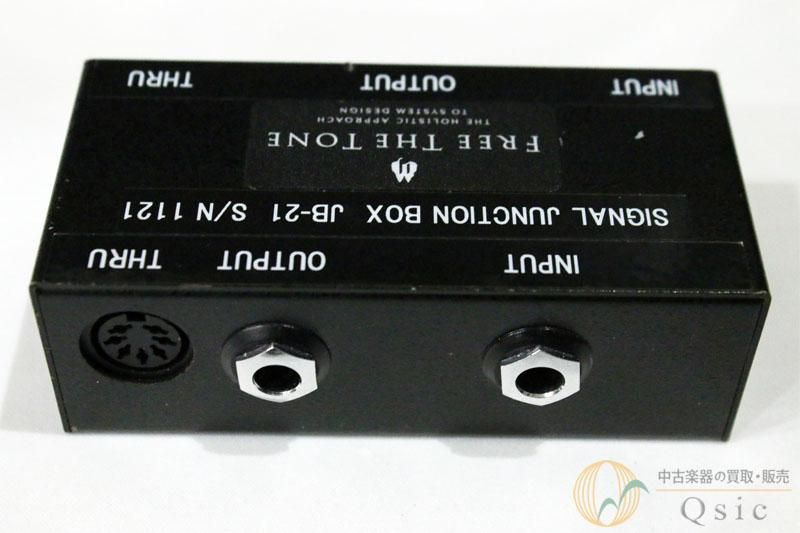 THRU OUTPUT INPUT
SIGNAL JUNCTION BOX JB-21 S/N 1121
FREE THE TONE
THE HOLISTIC APPROACH
TO SYSTEM DESIGN
INPUT OUTPUT THRU
中古楽器の買取・販売
Qsic